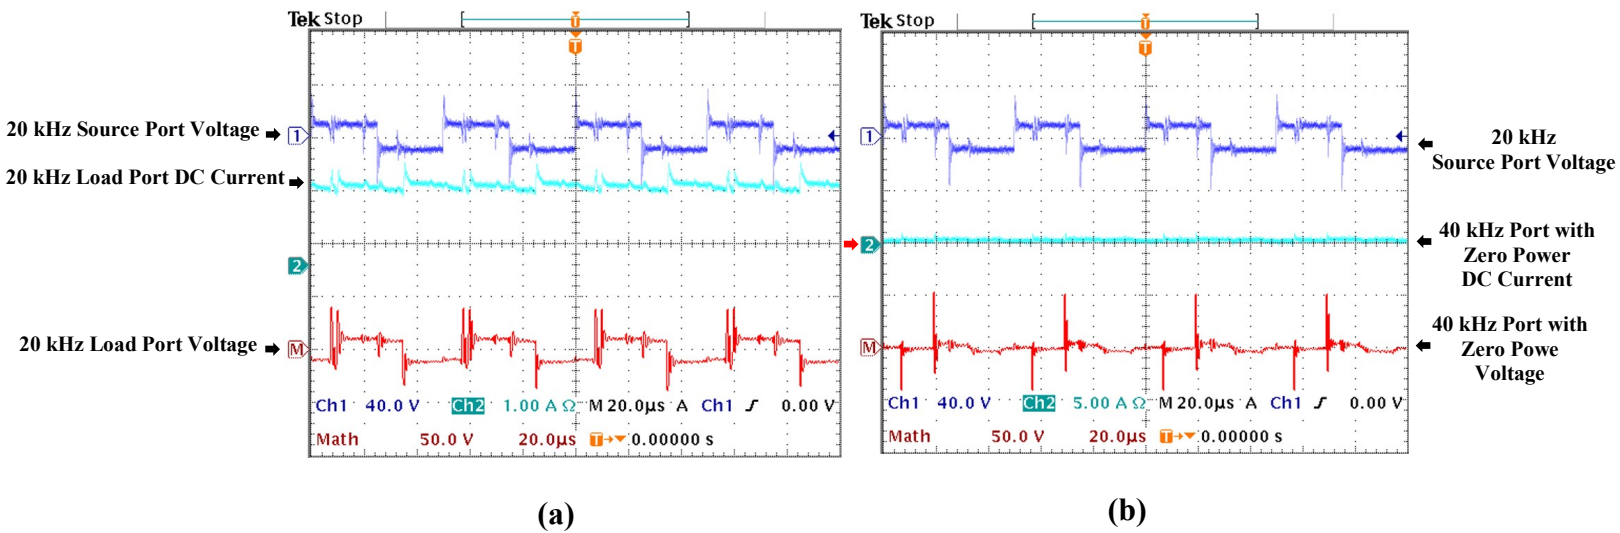 Tek Stop
T
T
20 kHz Source Port Voltage
1
20 kHz Load Port DC Current
2
20 kHz Load Port Voltage
M
Ch1 40.0 V Ch2 1.00 A Ω M 20.0µs A Ch1 ∫ 0.00 V
Math 50.0 V 20.0µs T→▼ 0.00000 s
(a)
Tek Stop
T
T
1
20 kHz
Source Port Voltage
2
40 kHz Port with
Zero Power
DC Current
M
40 kHz Port with
Zero Powe
Voltage
Ch1 40.0 V Ch2 5.00 A Ω M 20.0µs A Ch1 ∫ 0.00 V
Math 50.0 V 20.0µs T→▼ 0.00000 s
(b)